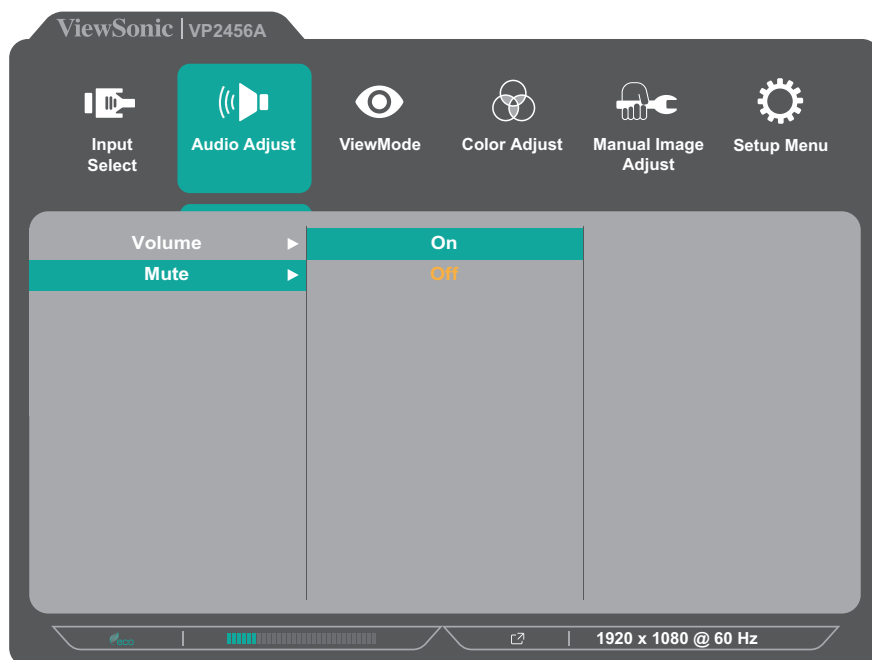 ViewSonic | VP2456A
Input Select
Audio Adjust
ViewMode
Color Adjust
Manual Image Adjust
Setup Menu
Volume
On
Mute
Off
eco
1920 x 1080 @ 60 Hz